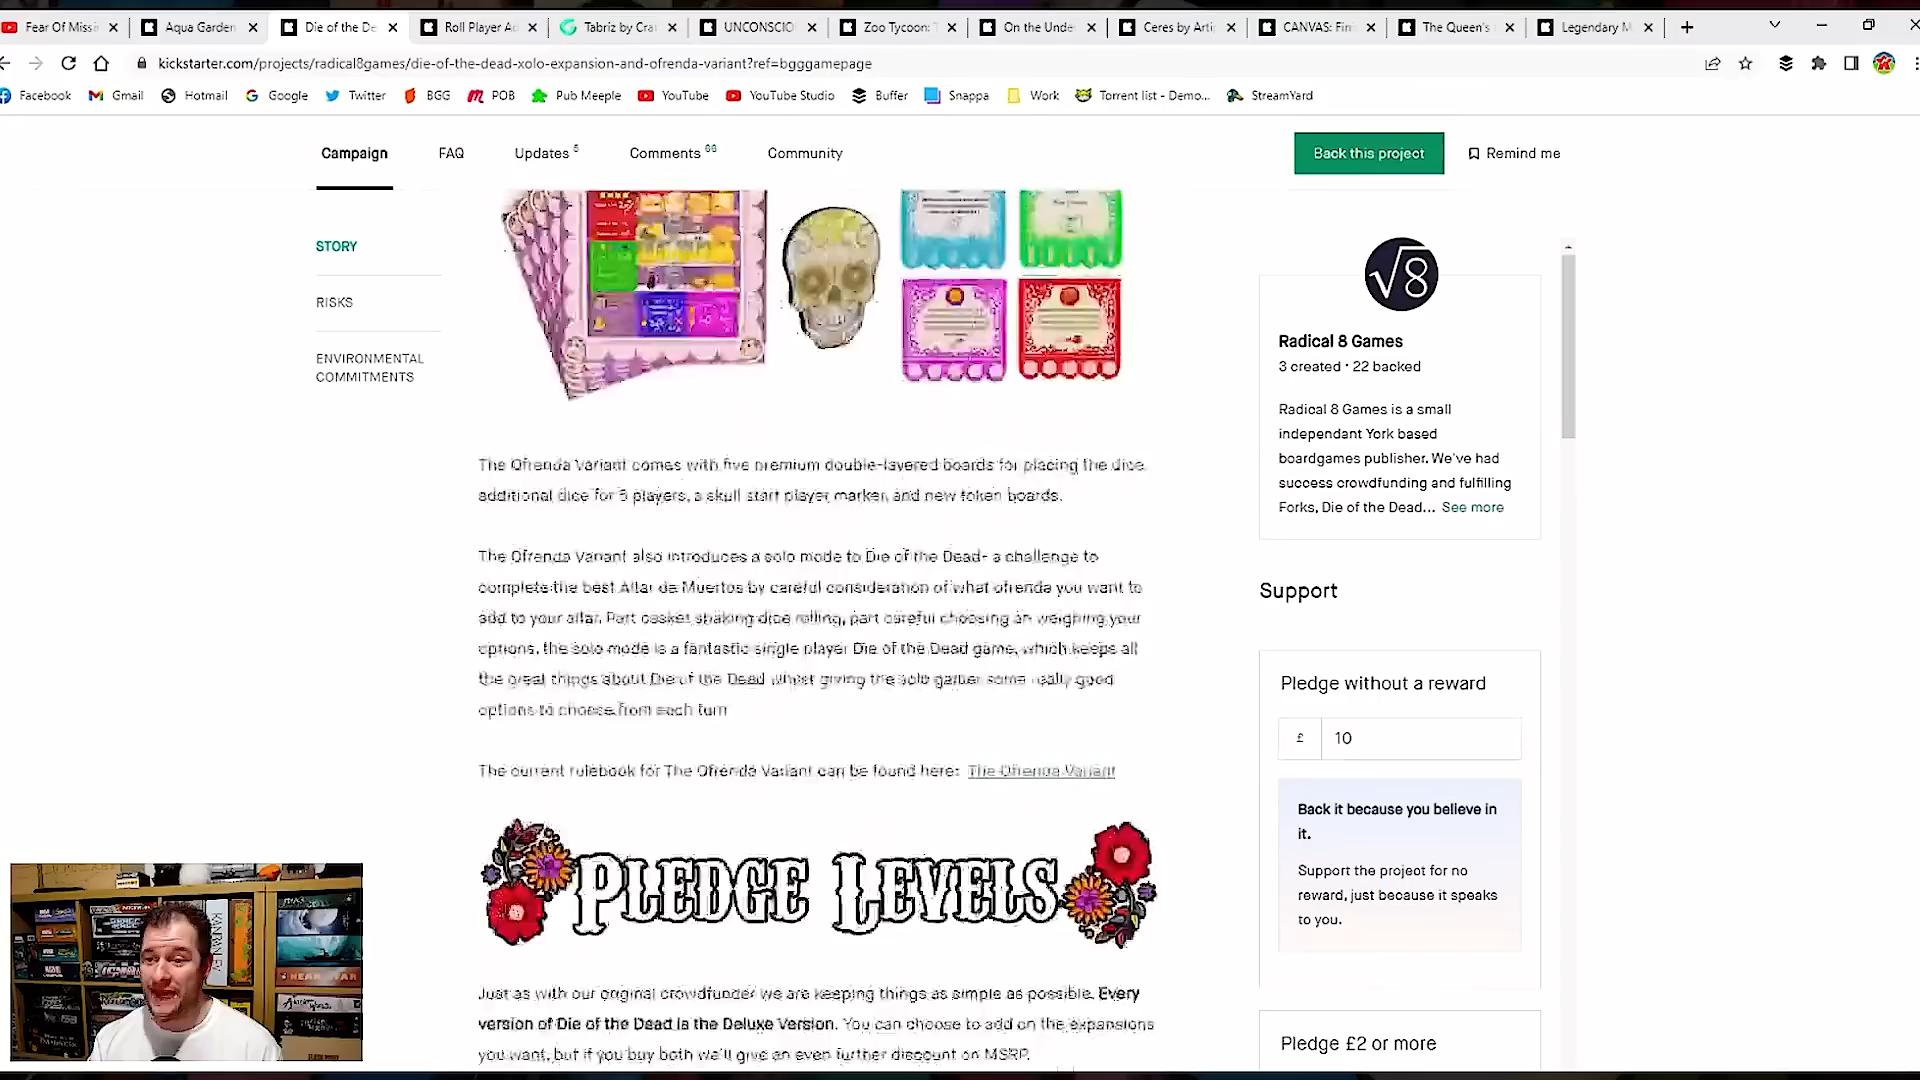 Fear Of Missi
Aqua Garden
Die of the De
Roll Player Ad
Tabriz by Cra
UNCONSCIO
Zoo Tycoon: T
On the Unde
Ceres by Arti
CANVAS: Fin
The Queen's
Legendary M
kickstarter.com/projects/radical8games/die-of-the-dead-xolo-expansion-and-ofrenda-variant?ref=bgggamepage
Facebook
Gmail
Hotmail
Google
Twitter
BGG
POB
Pub Meeple
YouTube
YouTube Studio
Buffer
Snappa
Work
Torrent list - Demo...
StreamYard
Campaign
FAQ
Updates 5
Comments 66
Community
Back this project
Remind me
STORY
RISKS
ENVIRONMENTAL
COMMITMENTS
The Ofrenda Variant comes with five premium double-layered boards for placing the dice,
additional dice for 5 players, a skull start player marker, and new token boards.
The Ofrenda Variant also introduces a solo mode to Die of the Dead- a challenge to
complete the best Altar de Muertos by careful consideration of what ofrenda you want to
add to your altar. Part casket shaking dice rolling, part careful choosing an weighing your
options, the solo mode is a fantastic single player Die of the Dead game, which keeps all
the great things about Die of the Dead whilst giving the solo gamer some really good
options to choose from each turn
The current rulebook for The Ofrenda Variant can be found here: The Ofrenda Variant
PLEDGE LEVELS
Just as with our original crowdfunder we are keeping things as simple as possible. Every
version of Die of the Dead is the Deluxe Version. You can choose to add on the expansions
you want, but if you buy both we'll give an even further discount on MSRP.
√8
Radical 8 Games
3 created · 22 backed
Radical 8 Games is a small
independant York based
boardgames publisher. We've had
success crowdfunding and fulfilling
Forks, Die of the Dead... See more
Support
Pledge without a reward
£ 10
Back it because you believe in
it.
Support the project for no
reward, just because it speaks
to you.
Pledge £2 or more